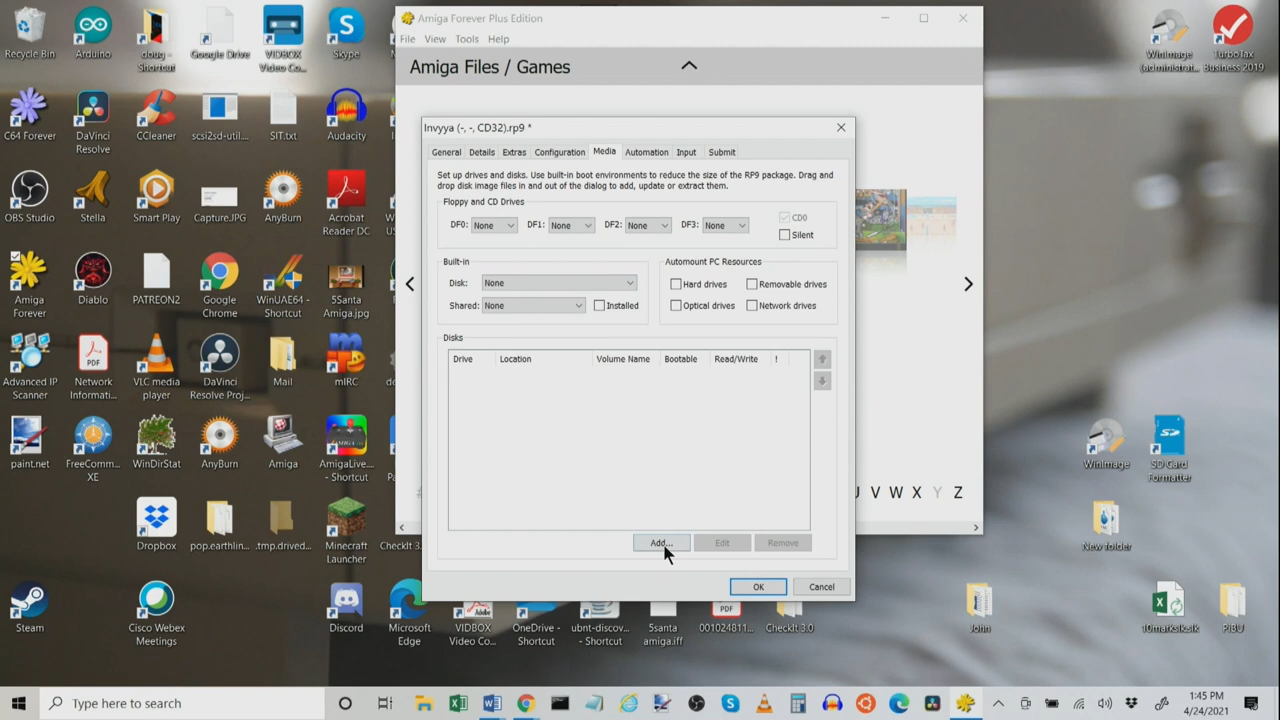 Recycle Bin
Arduino
doug - Shortcut
Google Drive
VIDBOX Video Co...
Skype
Amiga Forever Plus Edition
File View Tools Help
Amiga Files / Games
WinImage (administrat...
TurboTax Business 2019
C64 Forever
DaVinci Resolve
CCleaner
scsi2sd-util....
SIT.txt
Audacity
Invyya (-, -, CD32).rp9 *
General Details Extras Configuration Media Automation Input Submit
Set up drives and disks. Use built-in boot environments to reduce the size of the RP9 package. Drag and
drop disk image files in and out of the dialog to add, update or extract them.
Floppy and CD Drives
DF0: None DF1: None DF2: None DF3: None
CD0
Silent
Built-in
Disk: None
Shared: None Installed
Automount PC Resources
Hard drives Removable drives
Optical drives Network drives
Disks
Drive Location Volume Name Bootable Read/Write !
Add... Edit Remove
OK Cancel
OBS Studio
Stella
Smart Play
Capture.JPG
AnyBurn
Acrobat Reader DC
Amiga Forever
Diablo
PATREON2
Google Chrome
WinUAE64 - Shortcut
5Santa Amiga.jpg
Advanced IP Scanner
Network Informati...
VLC media player
DaVinci Resolve Proj...
Mail
mIRC
paint.net
FreeComm... XE
WinDirStat
AnyBurn
Amiga
AmigaLive.... - Shortcut
WinImage
SD Card Formatter
V W X Y Z
Dropbox
pop.earthlin...
.tmp.drived...
Minecraft Launcher
CheckIt 3.
New folder
Steam
Cisco Webex Meetings
Discord
Microsoft Edge
VIDBOX Video Co...
OneDrive - Shortcut
ubnt-discov... - Shortcut
5santa amiga.iff
PDF
001024811...
CheckIt 3.0
John
10marksik.slk
PiBU
Type here to search
1:45 PM
4/24/2021